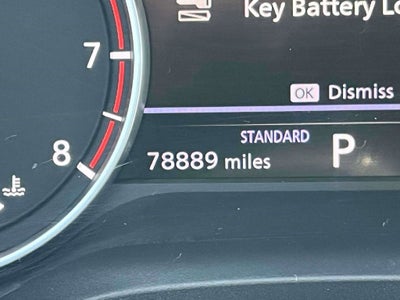 Key Battery Lo
7
OK Dismiss
STANDARD
8
78889 miles
P